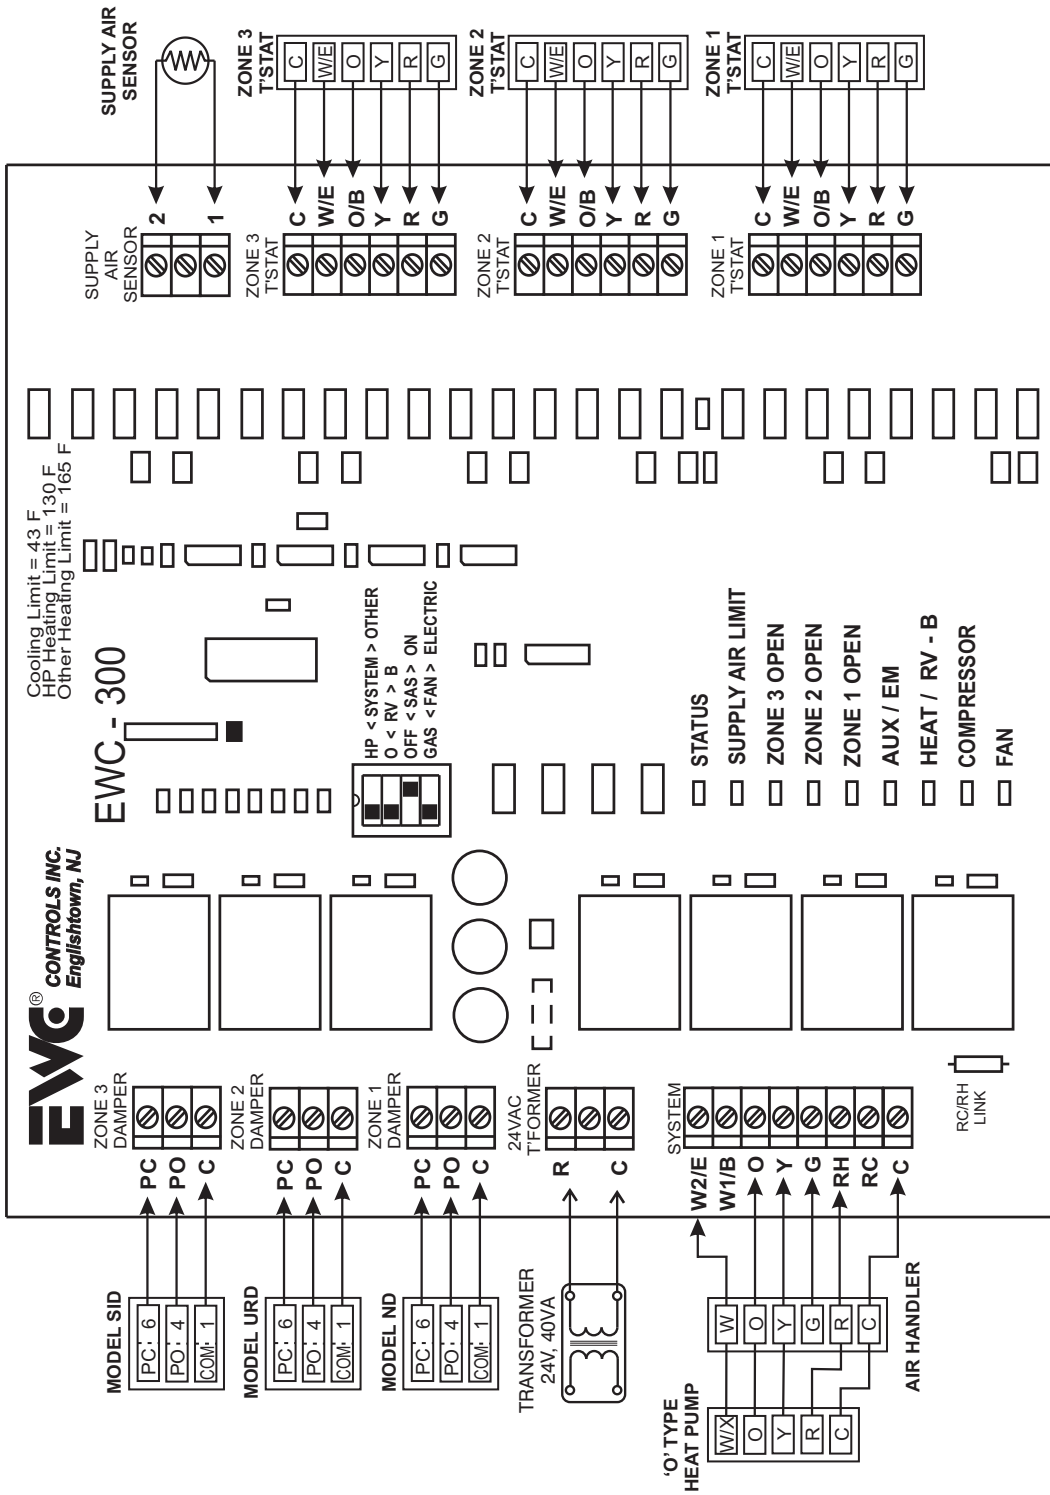 EWC®
CONTROLS INC.
Englishtown, NJ
EWC - 300
Cooling Limit = 43 F
HP Heating Limit = 130 F
Other Heating Limit = 165 F
SUPPLY
AIR
SENSOR
2
1
SUPPLY AIR
SENSOR
MODEL SID
PC: 6
PO: 4
COM: 1
PC
PO
C
ZONE 3
DAMPER
ZONE 3
T'STAT
C
W/E
O/B
Y
R
G
ZONE 3
T'STAT
C
W/E
O
Y
R
G
MODEL URD
PC: 6
PO: 4
COM: 1
PC
PO
C
ZONE 2
DAMPER
MODEL ND
PC: 6
PO: 4
COM: 1
PC
PO
C
ZONE 1
DAMPER
HP < SYSTEM > OTHER
O < RV > B
OFF < SAS > ON
GAS < FAN > ELECTRIC
ZONE 2
T'STAT
C
W/E
O/B
Y
R
G
ZONE 2
T'STAT
C
W/E
O
Y
R
G
TRANSFORMER
24V, 40VA
R
C
24VAC
T'FORMER
STATUS
SUPPLY AIR LIMIT
ZONE 3 OPEN
ZONE 2 OPEN
ZONE 1 OPEN
AUX / EM
HEAT / RV - B
COMPRESSOR
FAN
ZONE 1
T'STAT
C
W/E
O/B
Y
R
G
ZONE 1
T'STAT
C
W/E
O
Y
R
G
'O' TYPE
HEAT PUMP
W/X
O
Y
R
C
W
O
Y
G
R
C
AIR HANDLER
W2/E
W1/B
O
Y
G
RH
RC
C
SYSTEM
RC/RH
LINK